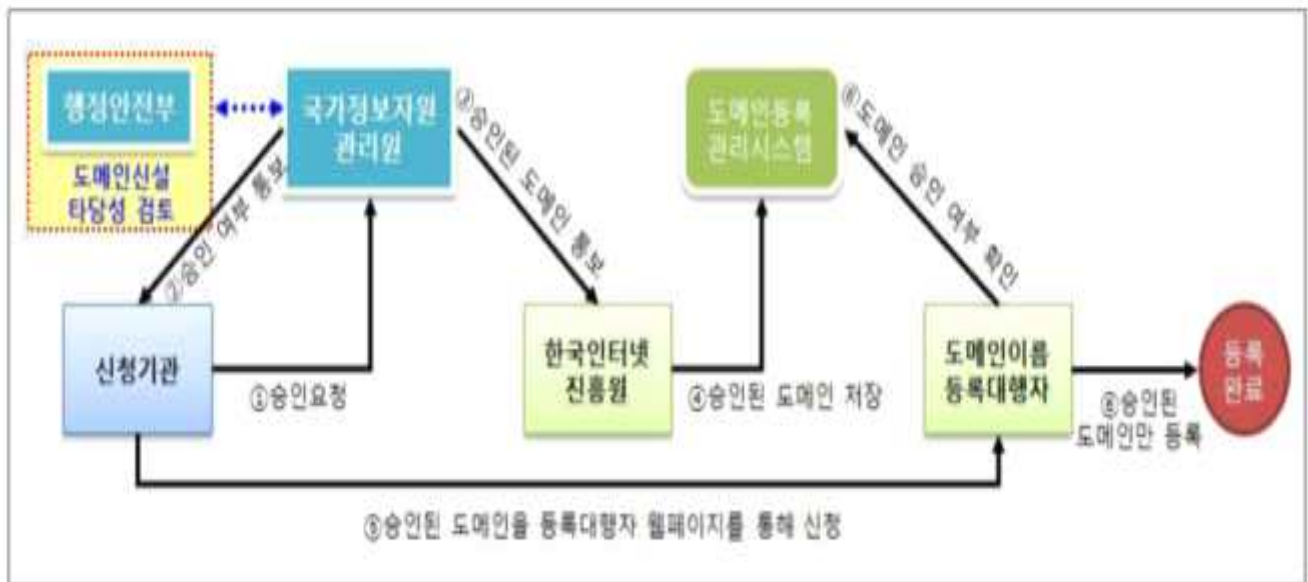 행정안전부
도메인신설
타당성 검토
국가정보자원
관리원
도메인등록
관리시스템
②승인 여부 통보
③승인된 도메인 통보
⑥도메인 승인 여부 확인
신청기관
①승인요청
한국인터넷
진흥원
④승인된 도메인 저장
도메인이름
등록대행자
승인된
도메인만 등록
등록
완료
⑤승인된 도메인을 등록대행자 웹페이지를 통해 신청